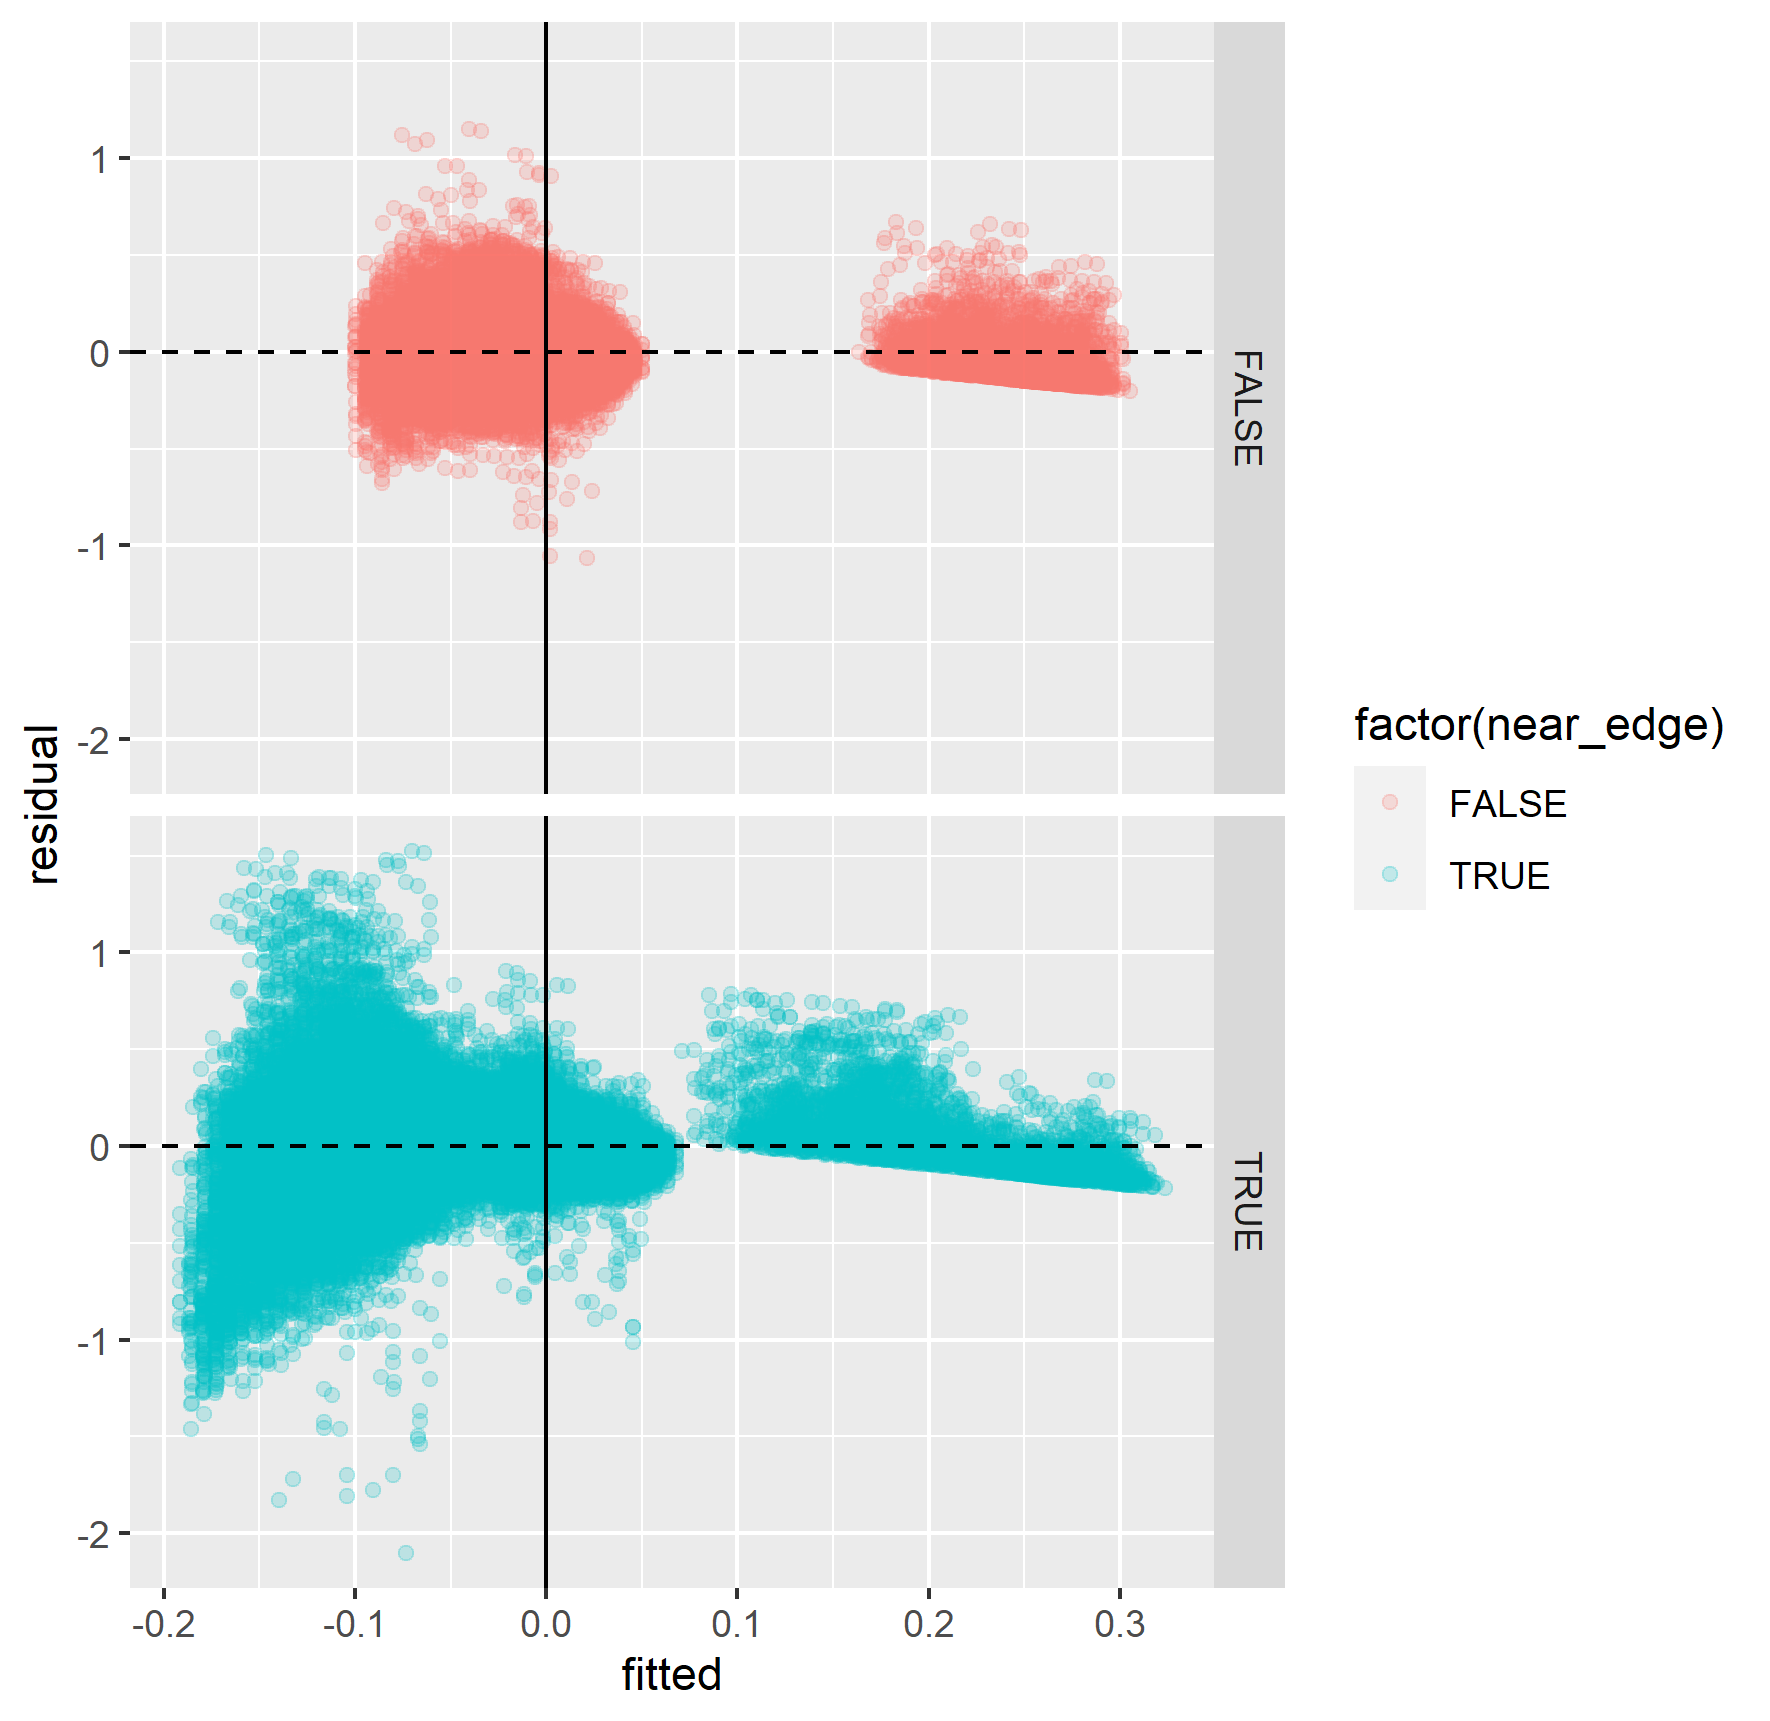 1
0
-1
-2
FALSE
residual
factor(near_edge)
FALSE
TRUE
1
0
-1
-2
TRUE
-0.2 -0.1 0.0 0.1 0.2 0.3
fitted